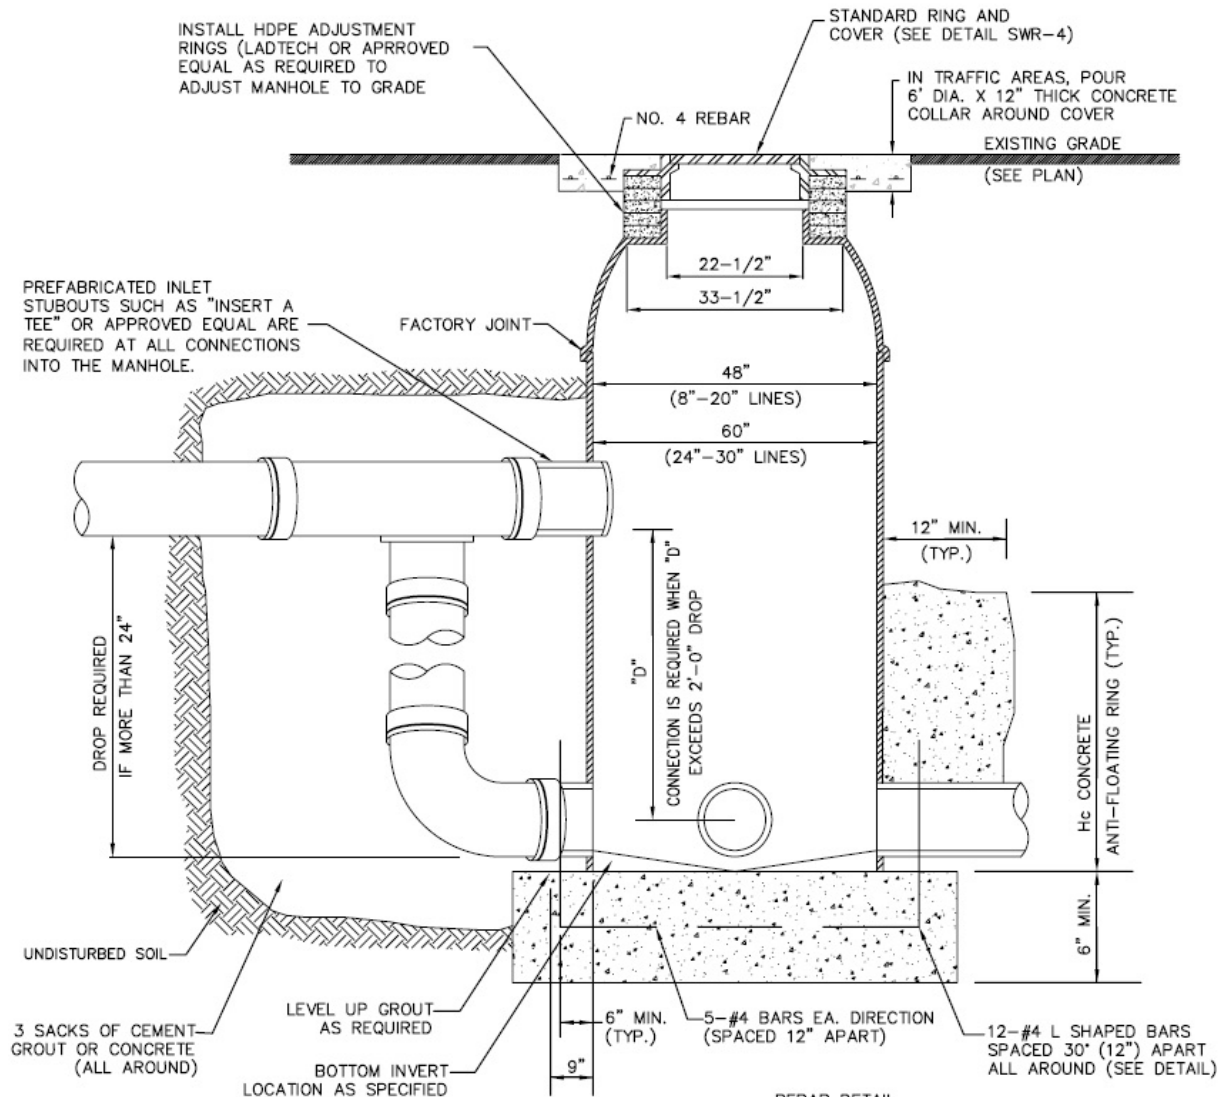 INSTALL HDPE ADJUSTMENT
RINGS (LADTECH OR APRROVED
EQUAL AS REQUIRED TO
ADJUST MANHOLE TO GRADE
STANDARD RING AND
COVER (SEE DETAIL SWR-4)
IN TRAFFIC AREAS, POUR
6' DIA. X 12" THICK CONCRETE
COLLAR AROUND COVER
NO. 4 REBAR
EXISTING GRADE
(SEE PLAN)
22-1/2"
33-1/2"
PREFABRICATED INLET
STUBOUTS SUCH AS "INSERT A
TEE" OR APPROVED EQUAL ARE
REQUIRED AT ALL CONNECTIONS
INTO THE MANHOLE.
FACTORY JOINT
48"
(8"-20" LINES)
60"
(24"-30" LINES)
12" MIN.
(TYP.)
DROP REQUIRED
IF MORE THAN 24"
"D"
CONNECTION IS REQUIRED WHEN "D"
EXCEEDS 2'-0" DROP
Hc CONCRETE
ANTI-FLOATING RING (TYP.)
6" MIN.
UNDISTURBED SOIL
3 SACKS OF CEMENT
GROUT OR CONCRETE
(ALL AROUND)
LEVEL UP GROUT
AS REQUIRED
BOTTOM INVERT
LOCATION AS SPECIFIED
6" MIN.
(TYP.)
9"
5-#4 BARS EA. DIRECTION
(SPACED 12" APART)
12-#4 L SHAPED BARS
SPACED 30° (12") APART
ALL AROUND (SEE DETAIL)
REBAR DETAIL